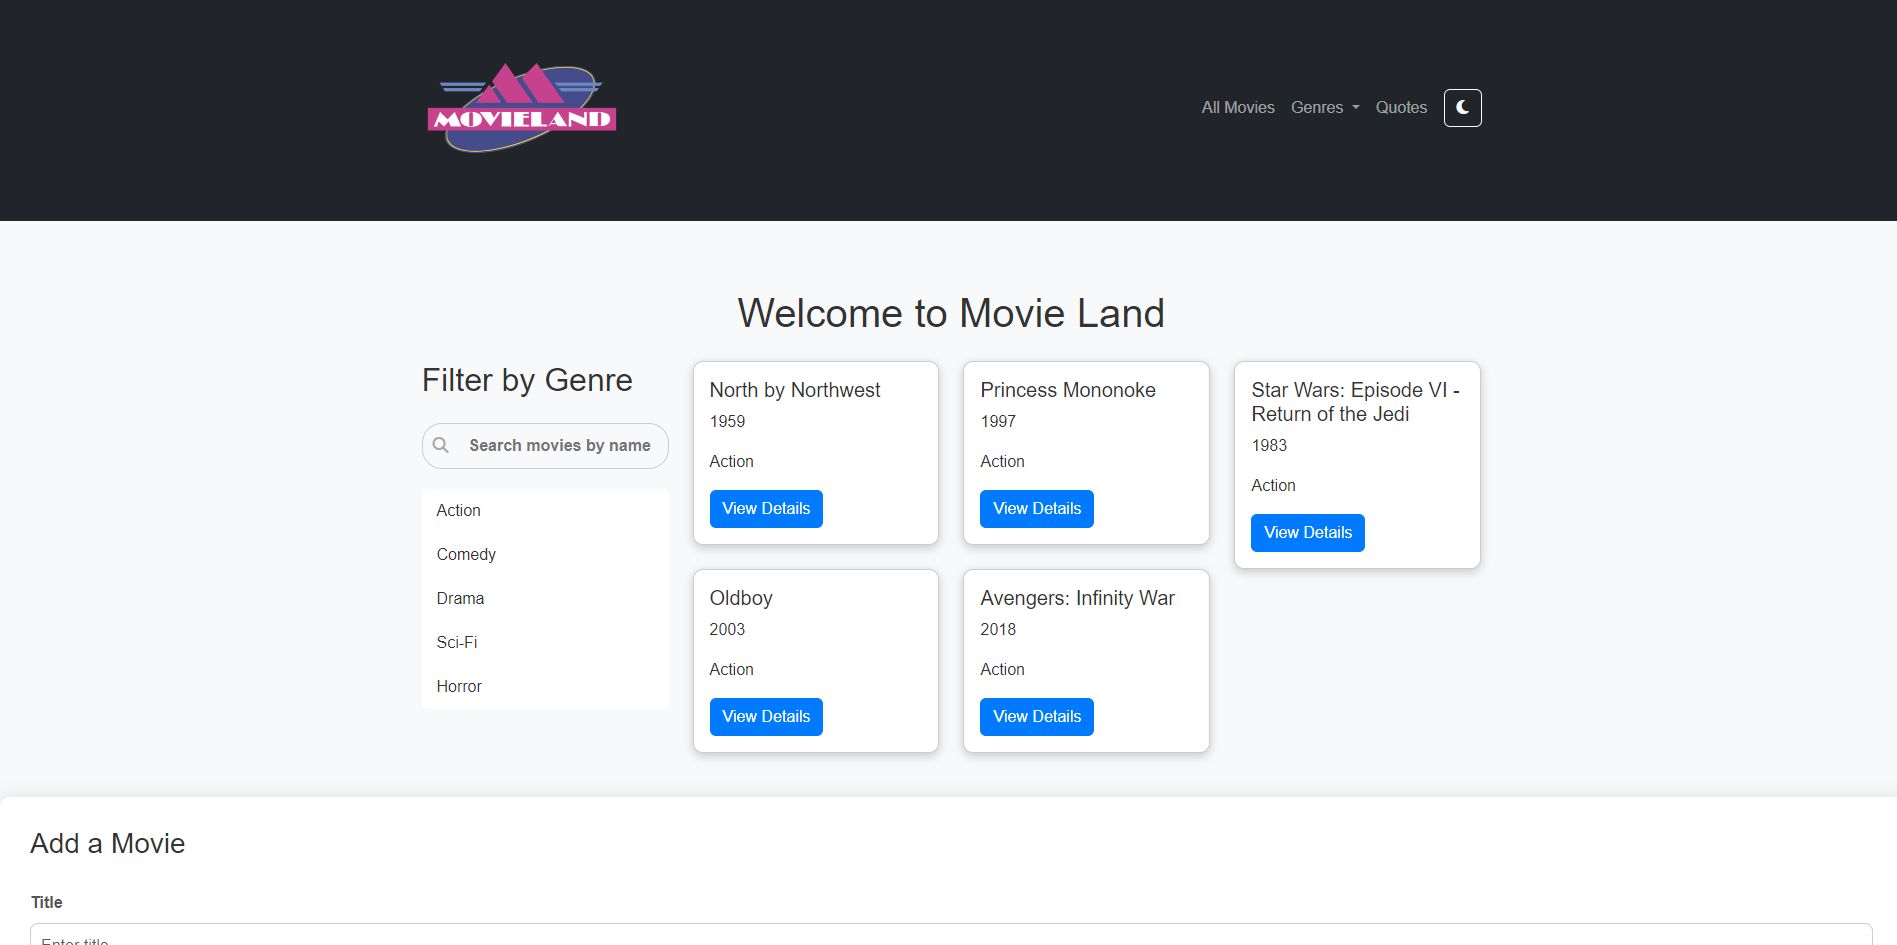 MOVIELAND
All Movies Genres Quotes
Welcome to Movie Land
Filter by Genre
Search movies by name
Action
Comedy
Drama
Sci-Fi
Horror
North by Northwest
1959
Action
View Details
Princess Mononoke
1997
Action
View Details
Star Wars: Episode VI -
Return of the Jedi
1983
Action
View Details
Oldboy
2003
Action
View Details
Avengers: Infinity War
2018
Action
View Details
Add a Movie
Title
Enter title